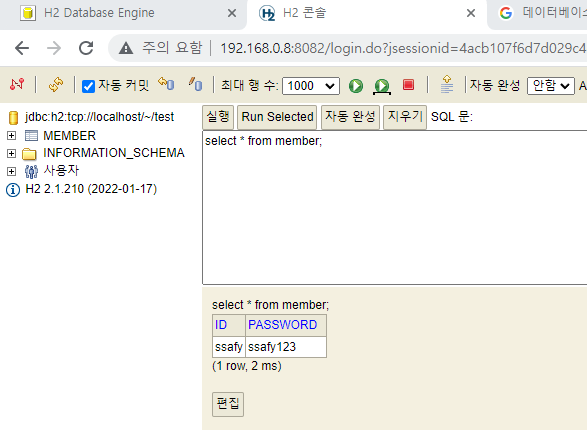 H2 Database Engine
H2 콘솔
데이터베이스
주의 요함 192.168.0.8:8082/login.do?jsessionid=4acb107f6d7d029c4
자동 커밋 최대 행 수: 1000 자동 완성 안함 A
jdbc:h2:tcp://localhost/~/test
MEMBER
INFORMATION_SCHEMA
사용자
H2 2.1.210 (2022-01-17)
실행 Run Selected 자동 완성 지우기 SQL 문:
select * from member;
select * from member;
ID PASSWORD
ssafy ssafy123
(1 row, 2 ms)
편집